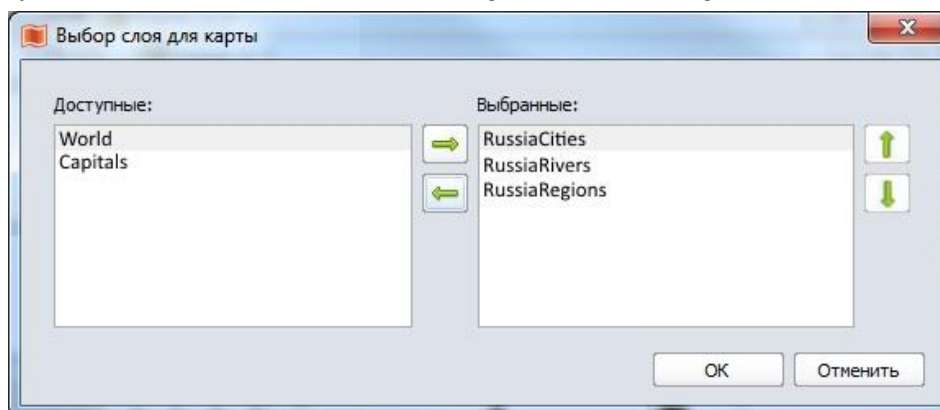 Выбор слоя для карты
Доступные:
Выбранные:
World
Capitals
RussiaCities
RussiaRivers
RussiaRegions
OK
Отменить